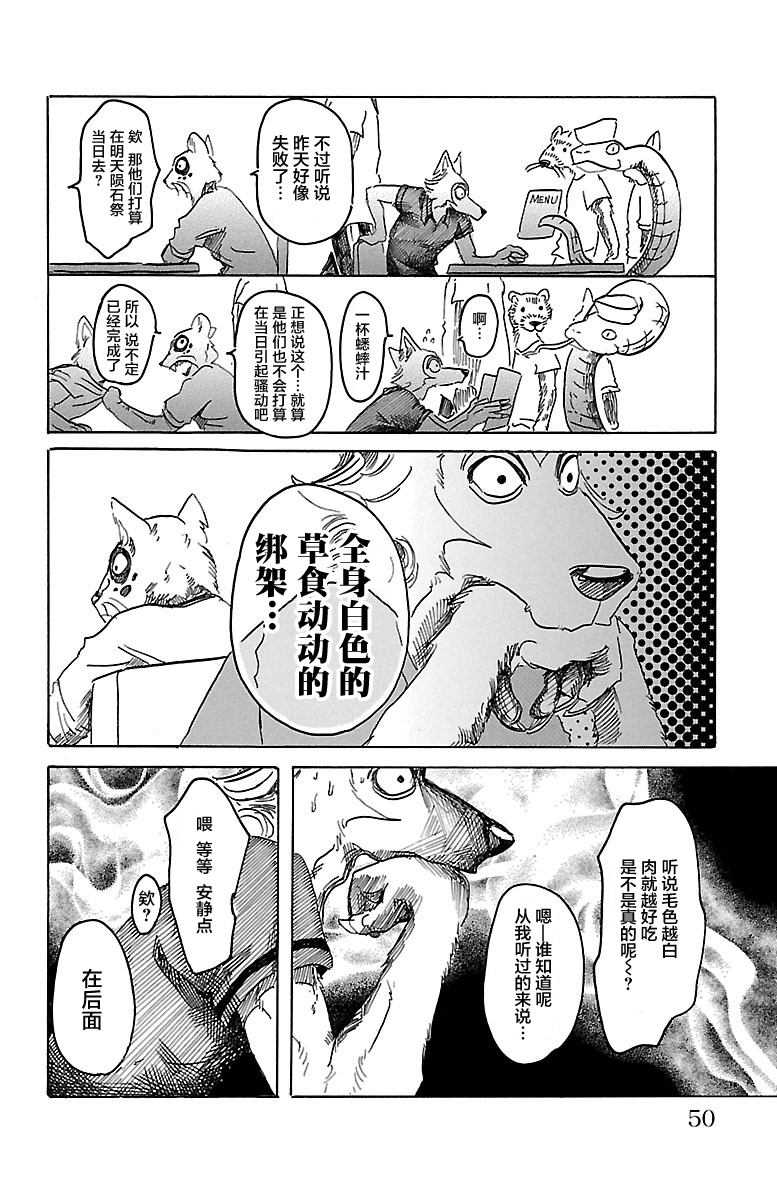 不过听说
昨天好像
失败了…
MENU
欸 那他们打算
在明天陨石祭
当日去?
啊…
一杯蟋蟀汁
正想说这个…就算
是他们也不会打算
在当日引起骚动吧
所以 说不定
已经完成了
全身白色的
草食动动的
绑架…
听说毛色越白
肉就越好吃
是不是真的呢~?
嗯—谁知道呢
从我听过的来说…
喂 等等 安静点
欸?
在后面
50